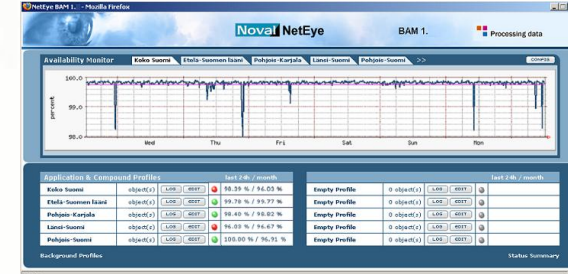 NetEye BAM 1. - Mozilla Firefox
Nova NetEye BAM 1. Processing data
Availability Monitor Koko Suomi Etelä-Suomen lääni Pohjois-Karjala Länsi-Suomi Pohjois-Suomi >> CONFIG
100.0
99.0
98.0
percent
Wed Thu Fri Sat Sun Mon
Application & Compound Profiles last 24h / month last 24h / month
Koko Suomi object(s) LOG EDIT 98.39 % / 96.03 % Empty Profile 0 object(s) LOG EDIT
Etelä-Suomen lääni object(s) LOG EDIT 99.78 % / 99.77 % Empty Profile 0 object(s) LOG EDIT
Pohjois-Karjala object(s) LOG EDIT 98.40 % / 98.82 % Empty Profile 0 object(s) LOG EDIT
Länsi-Suomi object(s) LOG EDIT 96.03 % / 96.67 % Empty Profile 0 object(s) LOG EDIT
Pohjois-Suomi object(s) LOG EDIT 100.00 % / 96.91 % Empty Profile 0 object(s) LOG EDIT
Background Profiles Status Summary